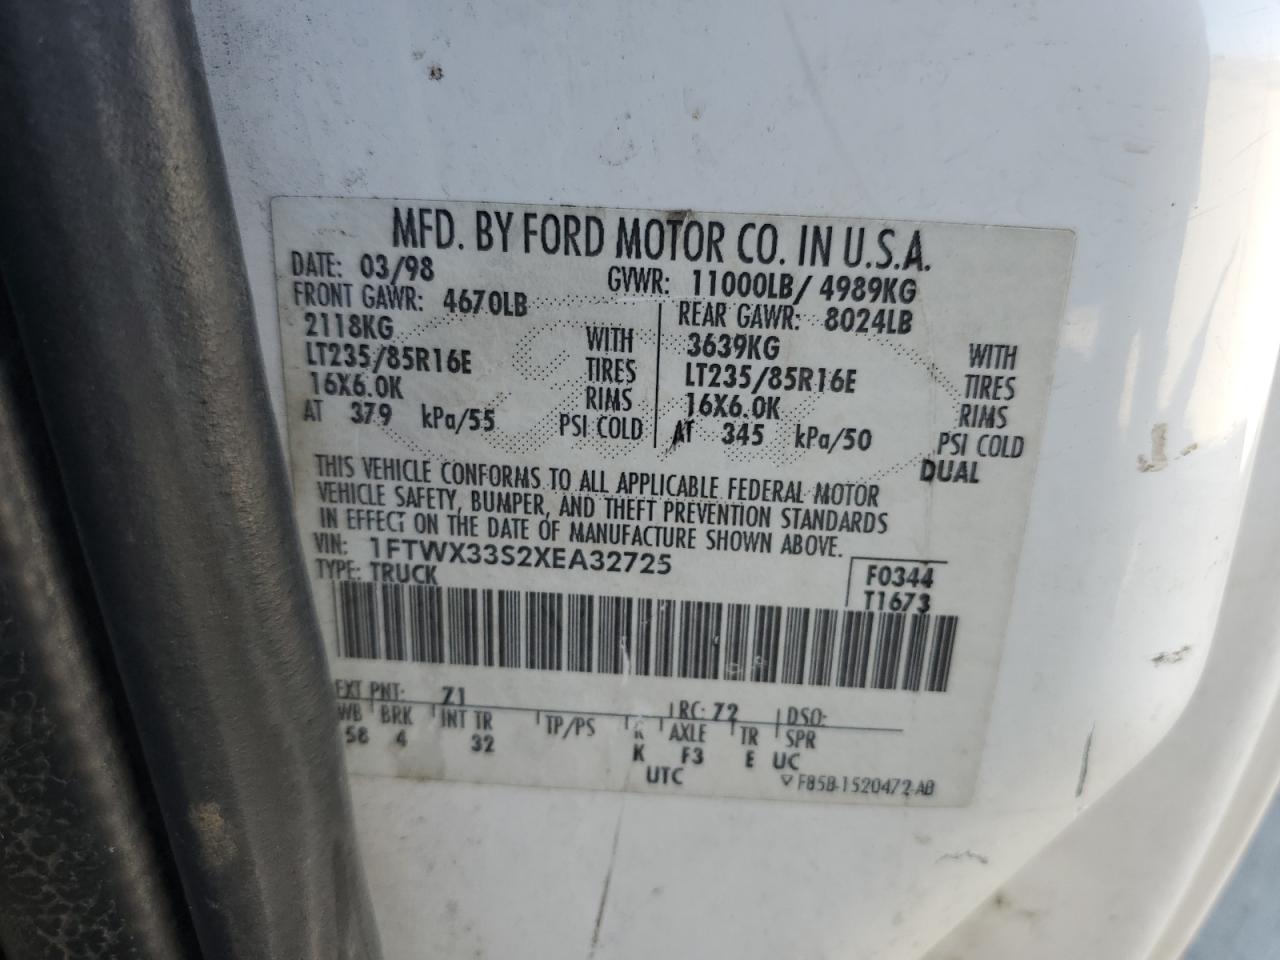 MFD. BY FORD MOTOR CO. IN U.S.A.
DATE: 03/98 GVWR: 11000LB/ 4989KG
FRONT GAWR: 4670LB REAR GAWR: 8024LB
2118KG WITH 3639KG WITH
LT235/85R16E TIRES LT235/85R16E TIRES
16X6.0K RIMS 16X6.0K RIMS
AT 379 kPa/55 PSI COLD AT 345 kPa/50 PSI COLD
DUAL
THIS VEHICLE CONFORMS TO ALL APPLICABLE FEDERAL MOTOR
VEHICLE SAFETY, BUMPER, AND THEFT PREVENTION STANDARDS
IN EFFECT ON THE DATE OF MANUFACTURE SHOWN ABOVE.
VIN: 1FTWX33S2XEA32725 F0344
TYPE: TRUCK T1673
EXT PNT: Z1 RC: 72 DSO:
WB BRK INT TR TP/PS R AXLE TR SPR
58 4 32 K F3 E UC
UTC F85B-1520472-AB